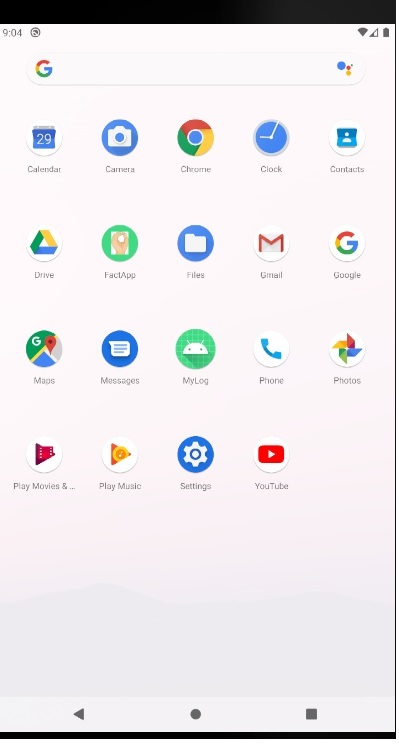 9:04
29
Calendar Camera Chrome Clock Contacts
Drive FactApp Files Gmail Google
Maps Messages MyLog Phone Photos
Play Movies & ... Play Music Settings YouTube